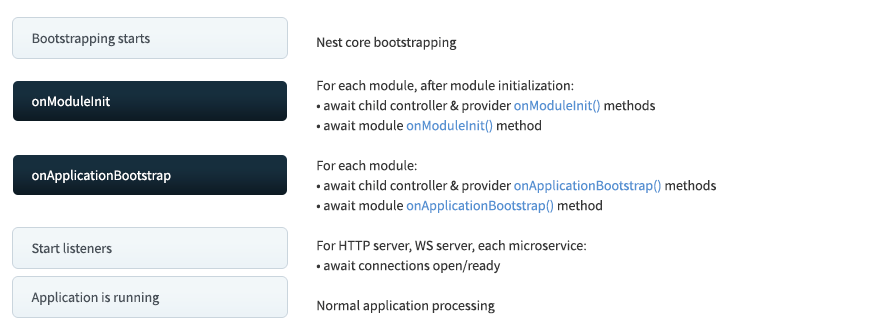 Bootstrapping starts
Nest core bootstrapping
onModuleInit
For each module, after module initialization:
• await child controller & provider onModuleInit() methods
• await module onModuleInit() method
onApplicationBootstrap
For each module:
• await child controller & provider onApplicationBootstrap() methods
• await module onApplicationBootstrap() method
Start listeners
For HTTP server, WS server, each microservice:
• await connections open/ready
Application is running
Normal application processing